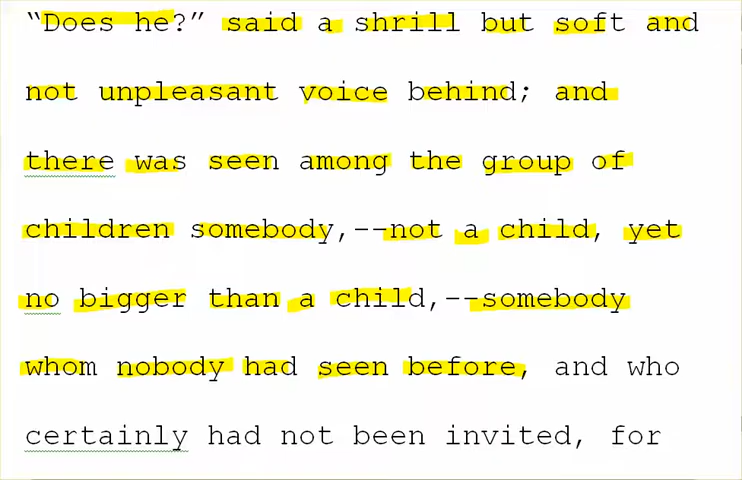 “Does he?” said a shrill but soft and
not unpleasant voice behind; and
there was seen among the group of
children somebody,--not a child, yet
no bigger than a child,--somebody
whom nobody had seen before, and who
certainly had not been invited, for